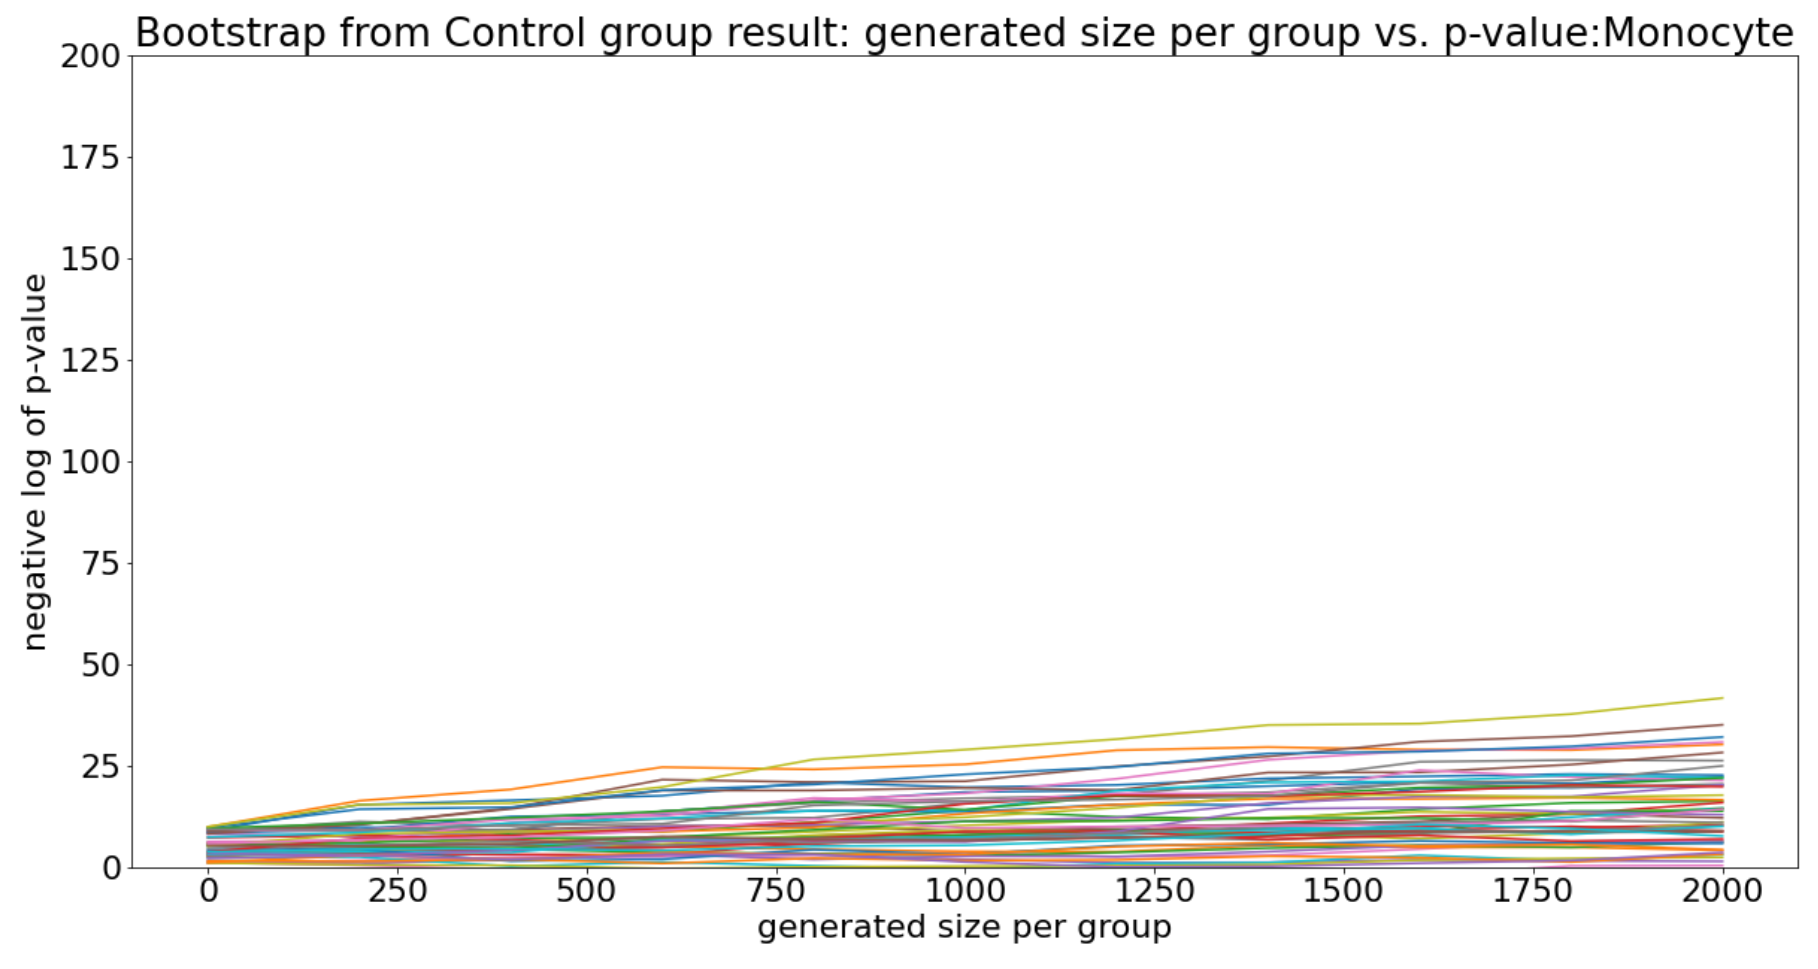 Bootstrap from Control group result: generated size per group vs. p-value:Monocyte
200
175
150
125
100
75
50
25
0
negative log of p-value
0 250 500 750 1000 1250 1500 1750 2000
generated size per group